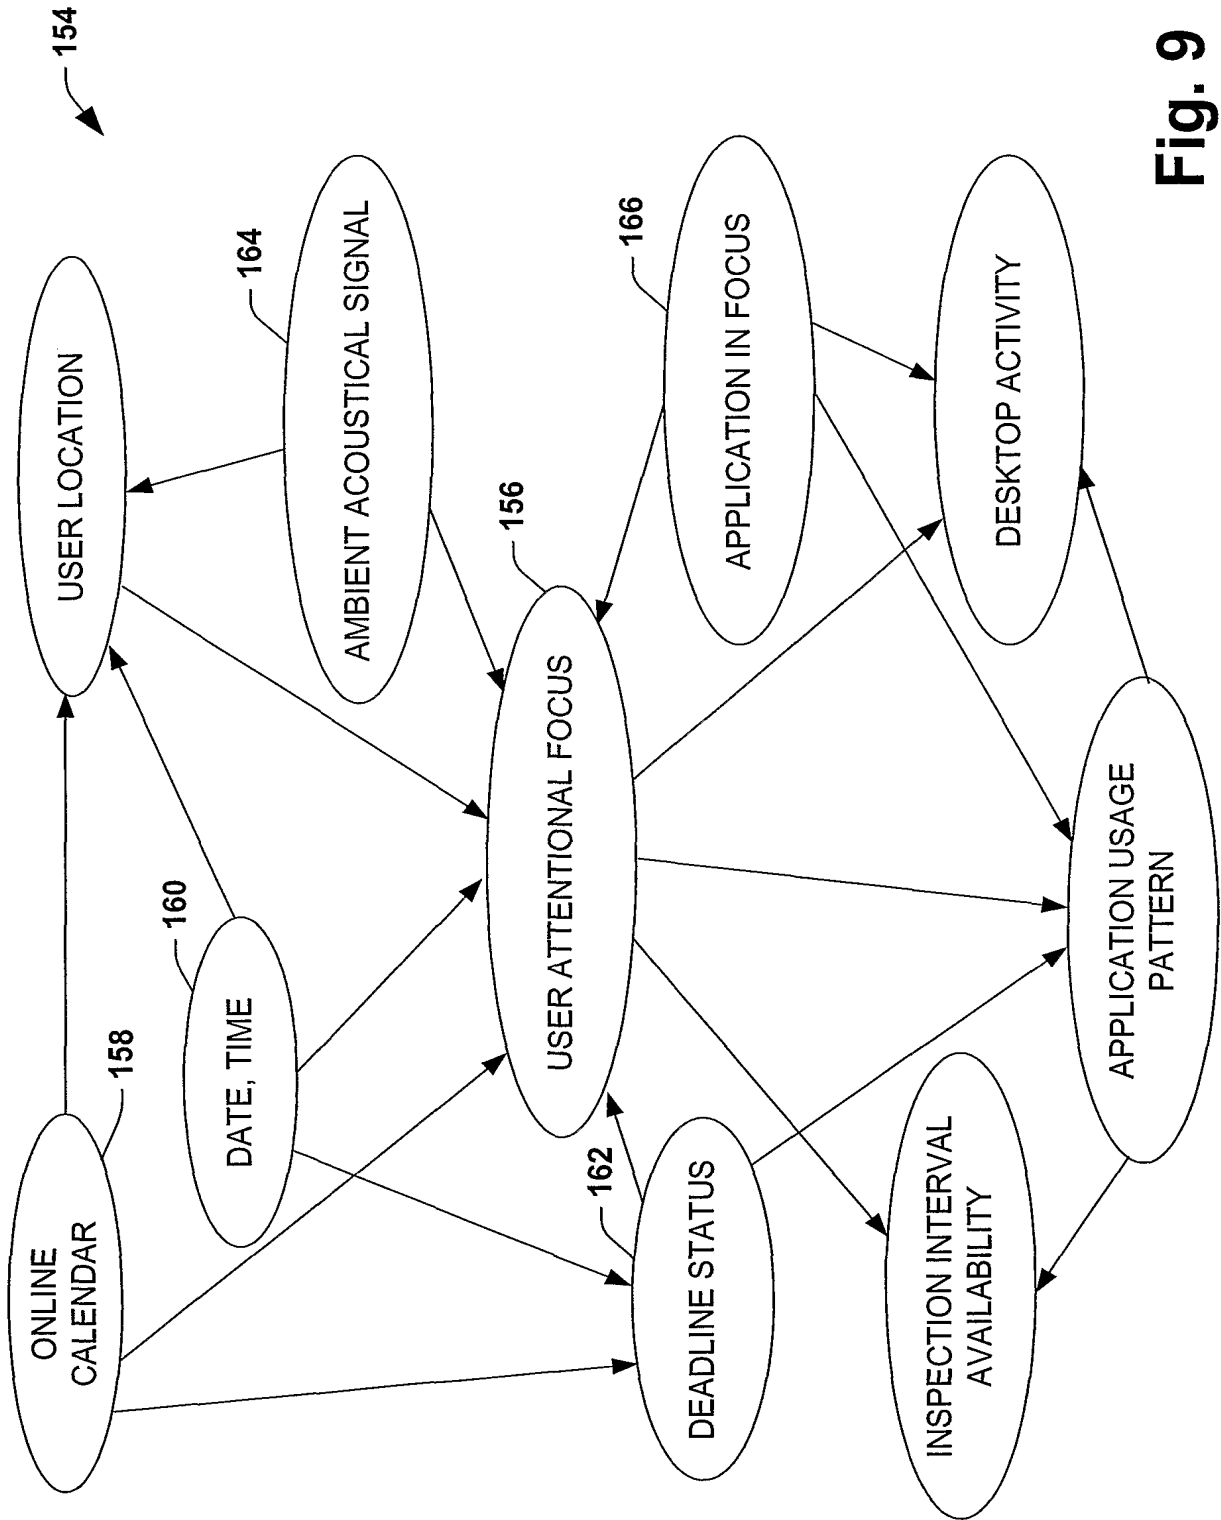 154
ONLINE
CALENDAR
158
USER LOCATION
DATE, TIME
160
AMBIENT ACOUSTICAL SIGNAL
164
USER ATTENTIONAL FOCUS
156
DEADLINE STATUS
162
APPLICATION IN FOCUS
166
INSPECTION INTERVAL
AVAILABILITY
DESKTOP ACTIVITY
APPLICATION USAGE
PATTERN
Fig. 9